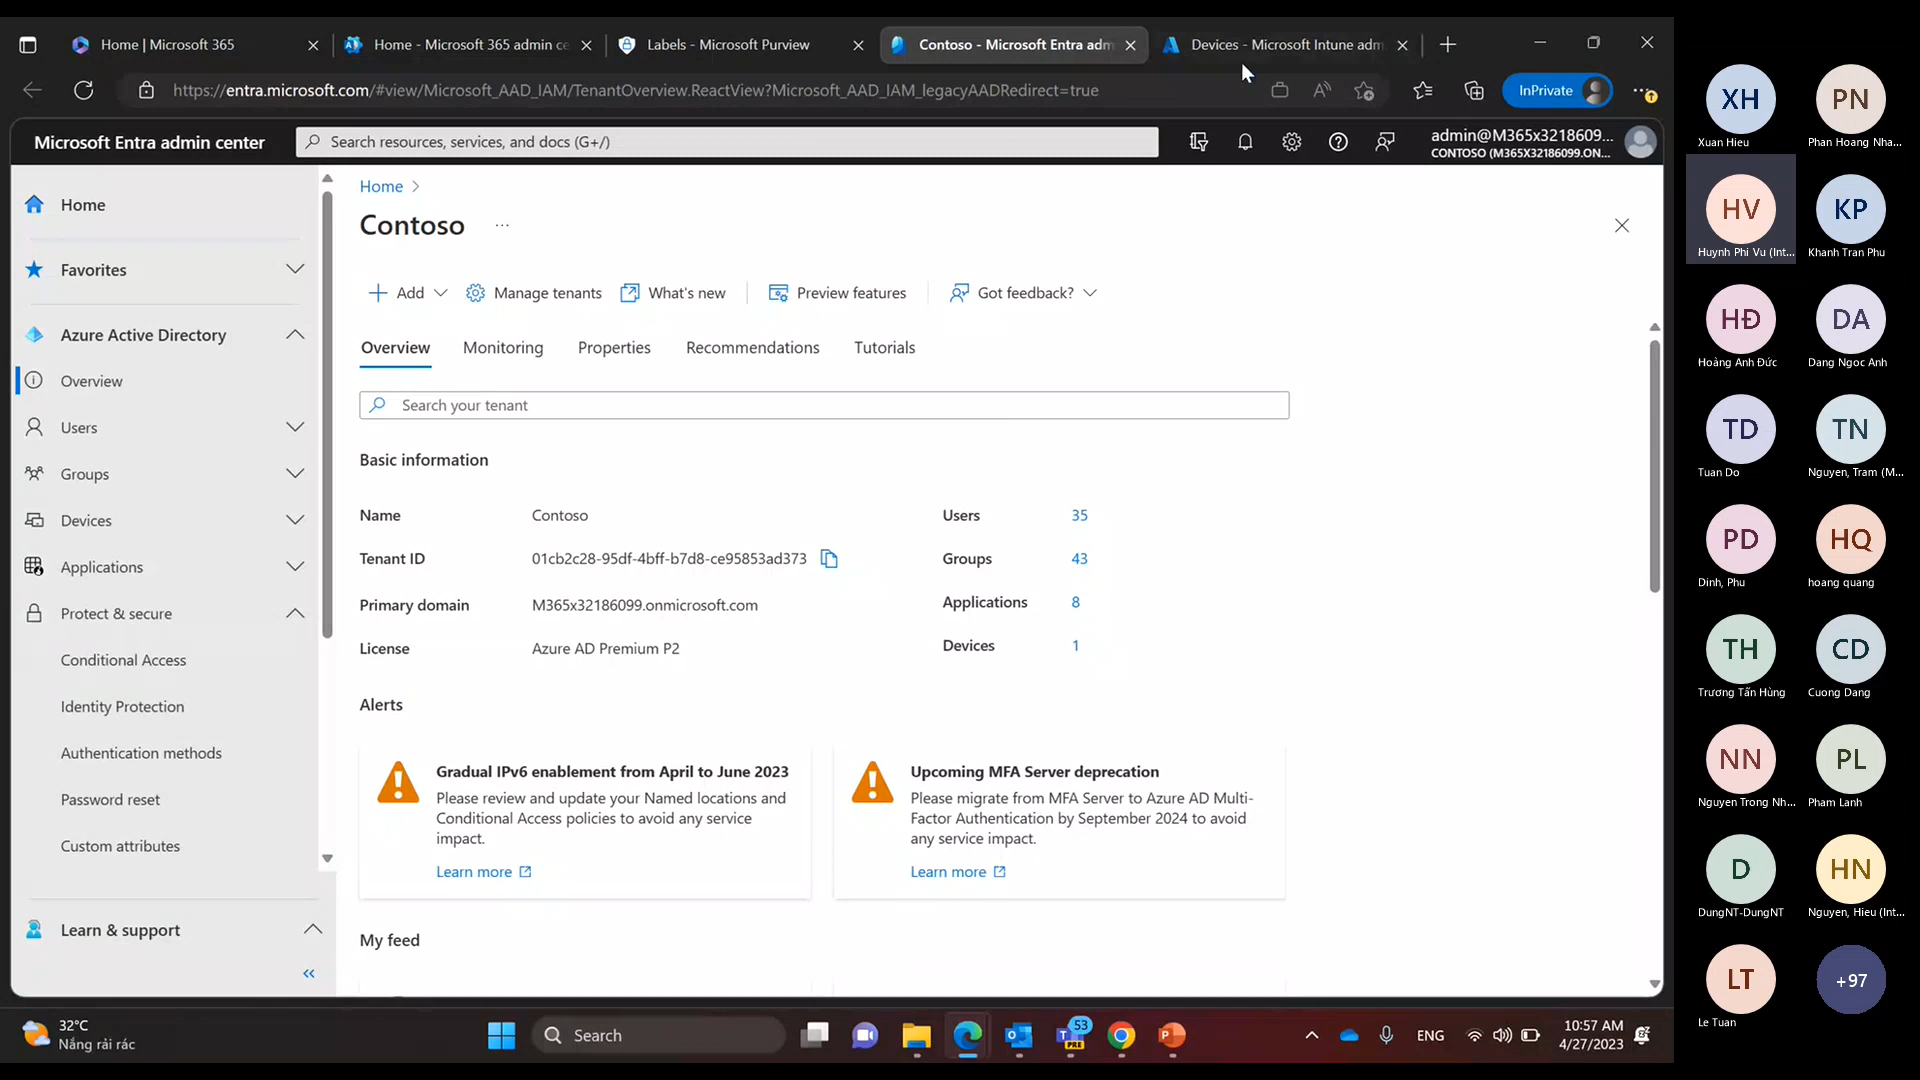 Home | Microsoft 365
Home - Microsoft 365 admin ce
Labels - Microsoft Purview
Contoso - Microsoft Entra adm
Devices - Microsoft Intune adm
https://entra.microsoft.com/#view/Microsoft_AAD_IAM/TenantOverview.ReactView?Microsoft_AAD_IAM_legacyAADRedirect=true
InPrivate
Microsoft Entra admin center
Search resources, services, and docs (G+/)
admin@M365x3218609...
CONTOSO (M365X32186099.ON...
Home
Favorites
Azure Active Directory
Overview
Users
Groups
Devices
Applications
Protect & secure
Conditional Access
Identity Protection
Authentication methods
Password reset
Custom attributes
Learn & support
Home
Contoso
Add
Manage tenants
What's new
Preview features
Got feedback?
Overview
Monitoring
Properties
Recommendations
Tutorials
Search your tenant
Basic information
Name Contoso
Users 35
Tenant ID 01cb2c28-95df-4bff-b7d8-ce95853ad373
Groups 43
Primary domain M365x32186099.onmicrosoft.com
Applications 8
License Azure AD Premium P2
Devices 1
Alerts
Gradual IPv6 enablement from April to June 2023
Please review and update your Named locations and
Conditional Access policies to avoid any service
impact.
Learn more
Upcoming MFA Server deprecation
Please migrate from MFA Server to Azure AD Multi-
Factor Authentication by September 2024 to avoid
any service impact.
Learn more
My feed
32°C
Nắng rải rác
Search
53
PRE
ENG
10:57 AM
4/27/2023
XH
Xuan Hieu
PN
Phan Hoang Nha...
HV
Huynh Phi Vu (Int...
KP
Khanh Tran Phu
HĐ
Hoàng Anh Đức
DA
Dang Ngoc Anh
TD
Tuan Do
TN
Nguyen, Tram (M...
PD
Dinh, Phu
HQ
hoang quang
TH
Trương Tấn Hùng
CD
Cuong Dang
NN
Nguyen Trong Nh...
PL
Pham Lanh
D
DungNT-DungNT
HN
Nguyen, Hieu (Int...
LT
Le Tuan
+97